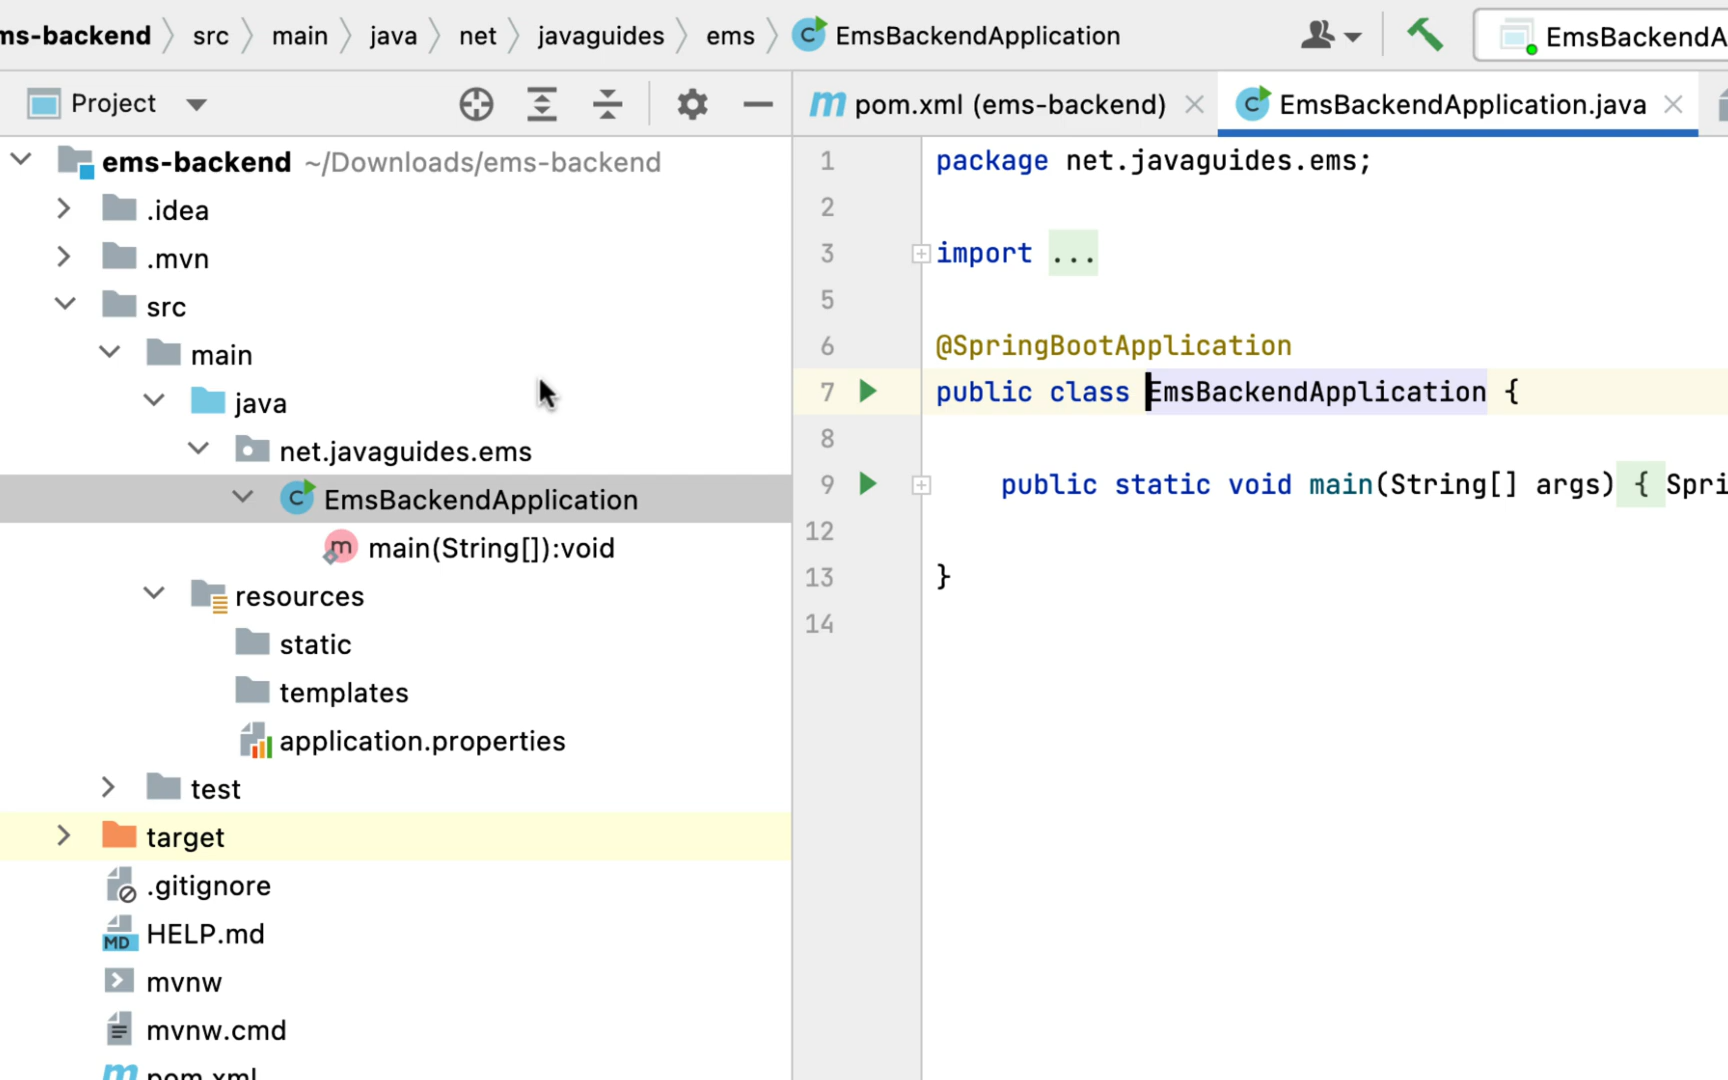 ms-backend src main java net javaguides ems EmsBackendApplication
EmsBackendA
Project
pom.xml (ems-backend)
EmsBackendApplication.java
ems-backend ~/Downloads/ems-backend
.idea
.mvn
src
main
java
net.javaguides.ems
EmsBackendApplication
main(String[]):void
resources
static
templates
application.properties
test
target
.gitignore
HELP.md
mvnw
mvnw.cmd
pom.xml
1 package net.javaguides.ems;
2
3 import ...
5
6 @SpringBootApplication
7 public class EmsBackendApplication {
8
9 public static void main(String[] args) { Spri
12
13 }
14